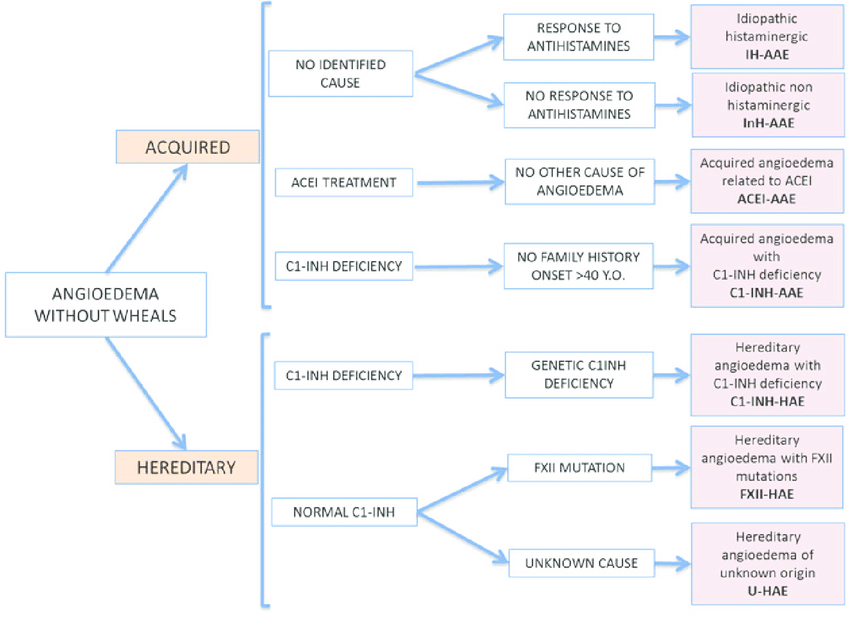 RESPONSE TO
ANTIHISTAMINES
Idiopathic
histaminergic
IH-AAE
NO IDENTIFIED
CAUSE
NO RESPONSE TO
ANTIHISTAMINES
Idiopathic non
histaminergic
InH-AAE
ACQUIRED
ACEI TREATMENT
NO OTHER CAUSE OF
ANGIOEDEMA
Acquired angioedema
related to ACEI
ACEI-AAE
C1-INH DEFICIENCY
NO FAMILY HISTORY
ONSET >40 Y.O.
Acquired angioedema
with
C1-INH deficiency
C1-INH-AAE
ANGIOEDEMA
WITHOUT WHEALS
C1-INH DEFICIENCY
GENETIC C1INH
DEFICIENCY
Hereditary
angioedema with
C1-INH deficiency
C1-INH-HAE
HEREDITARY
FXII MUTATION
Hereditary
angioedema with FXII
mutations
FXII-HAE
NORMAL C1-INH
UNKNOWN CAUSE
Hereditary
angioedema of
unknown origin
U-HAE